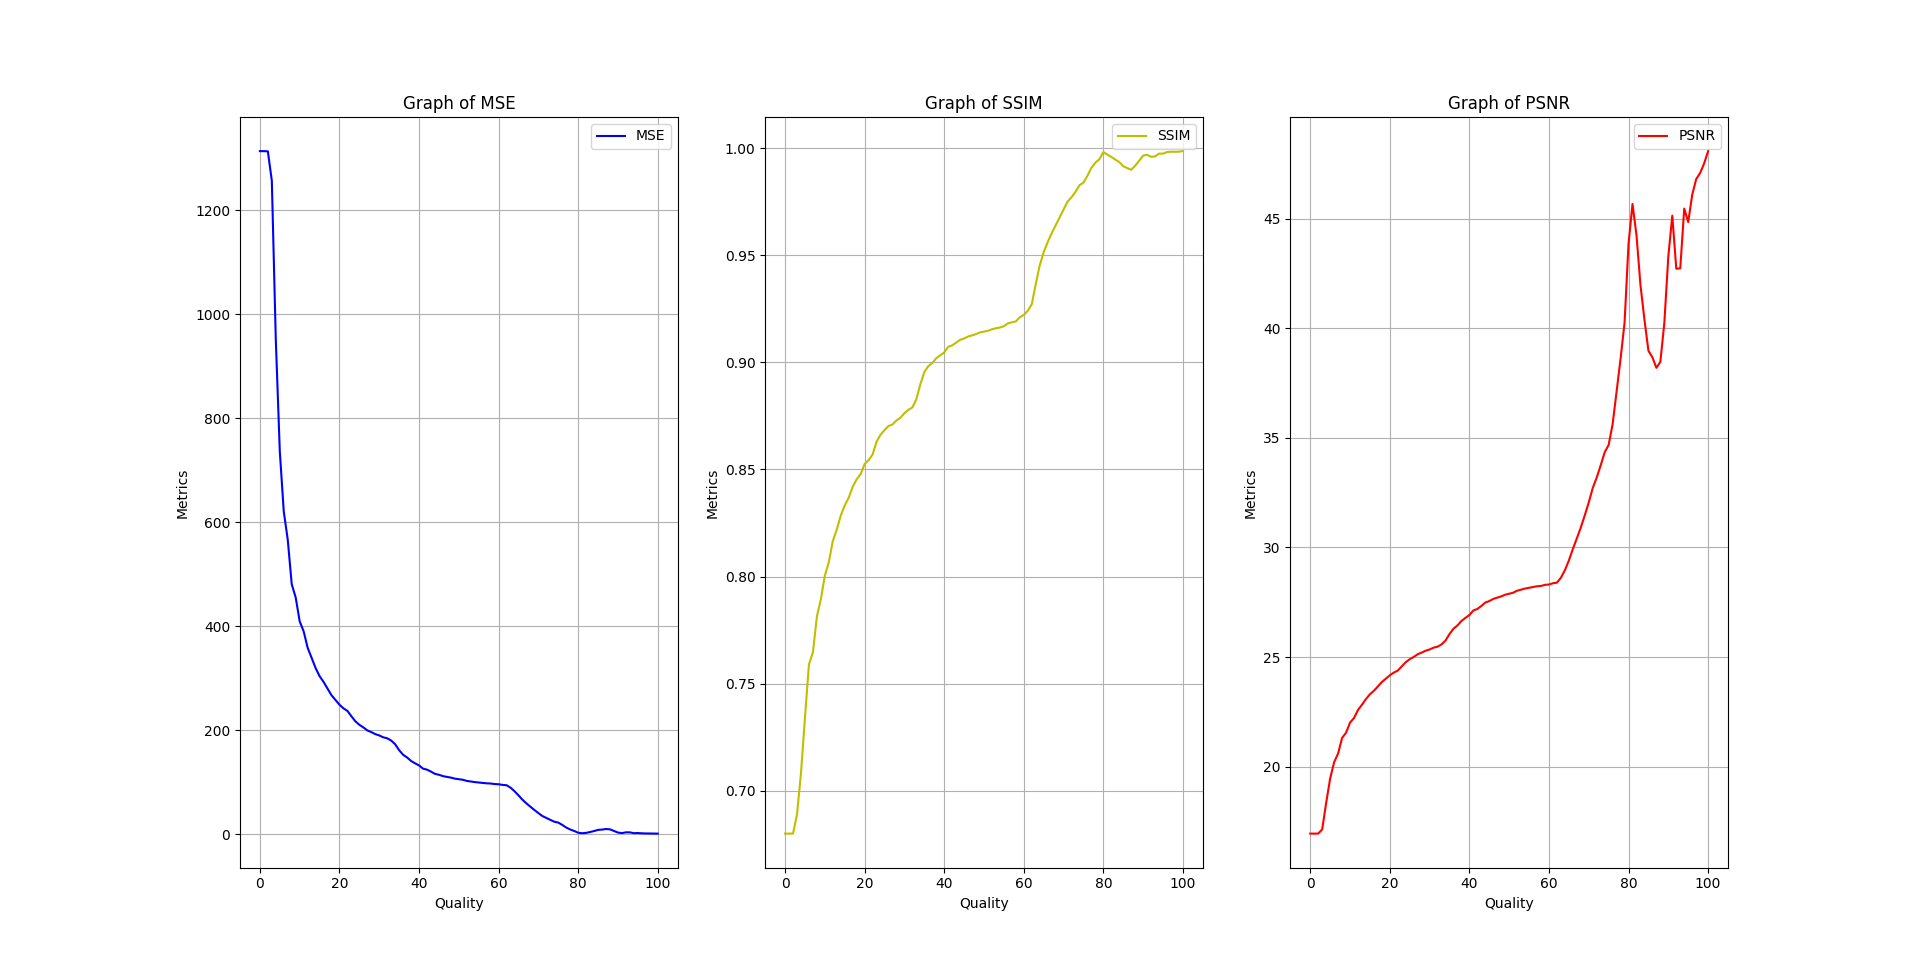 Graph of MSE
MSE
1200
1000
800
600
400
200
0
Metrics
0 20 40 60 80 100
Quality
Graph of SSIM
SSIM
1.00
0.95
0.90
0.85
0.80
0.75
0.70
Metrics
0 20 40 60 80 100
Quality
Graph of PSNR
PSNR
45
40
35
30
25
20
Metrics
0 20 40 60 80 100
Quality